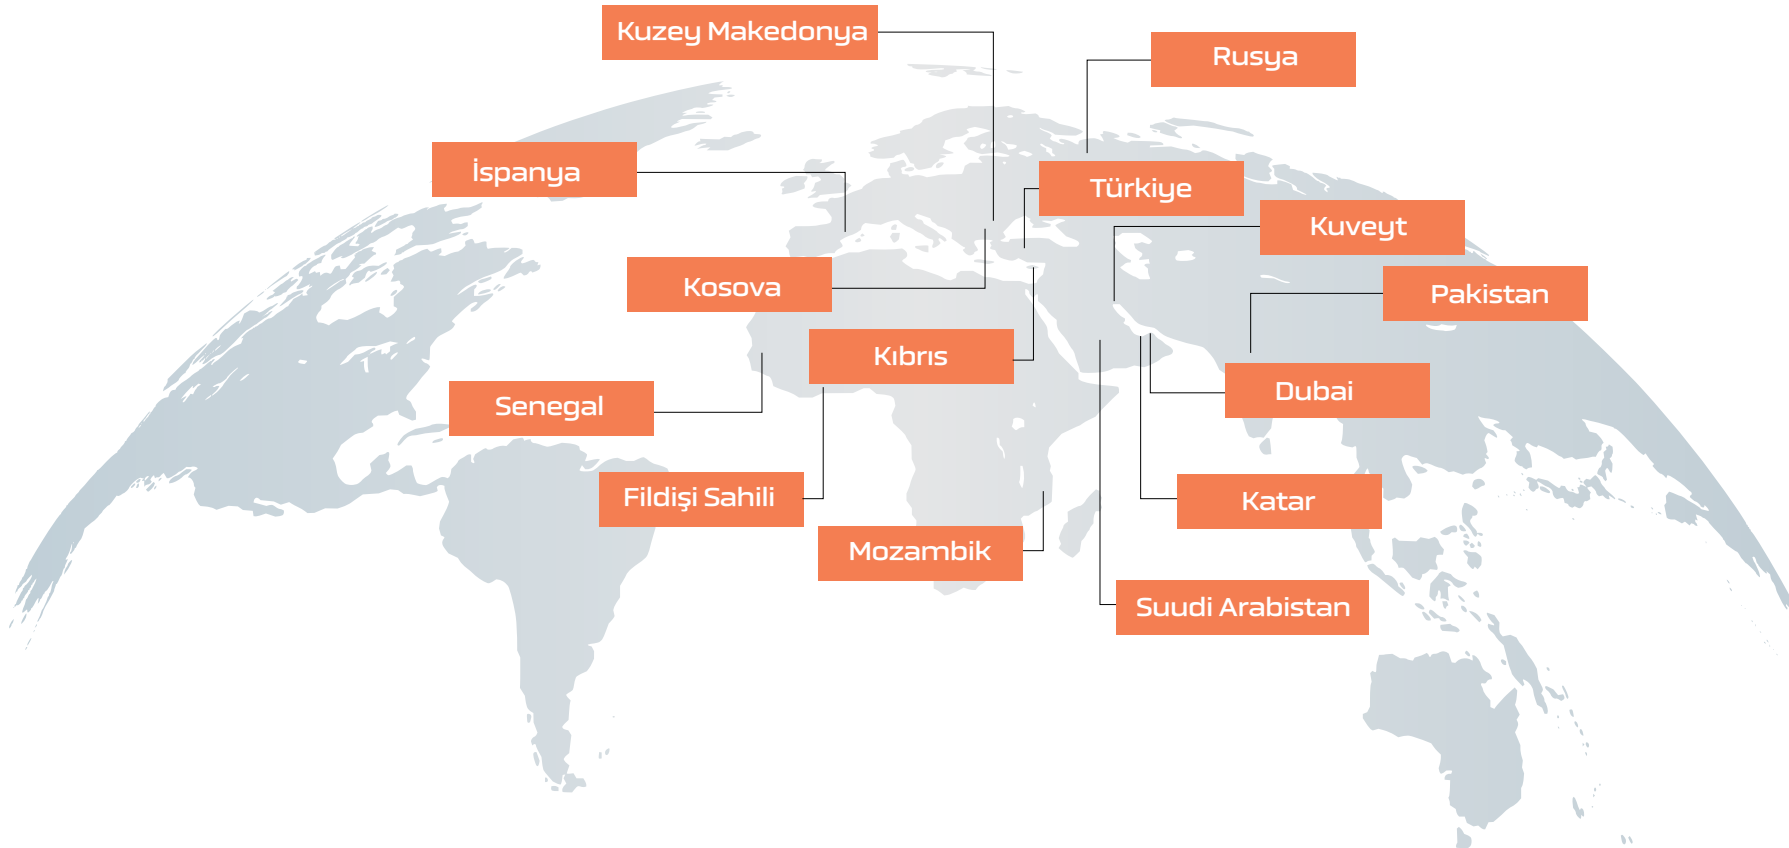 Kuzey Makedonya
Rusya
İspanya
Türkiye
Kuveyt
Kosova
Pakistan
Kıbrıs
Dubai
Senegal
Fildişi Sahili
Katar
Mozambik
Suudi Arabistan